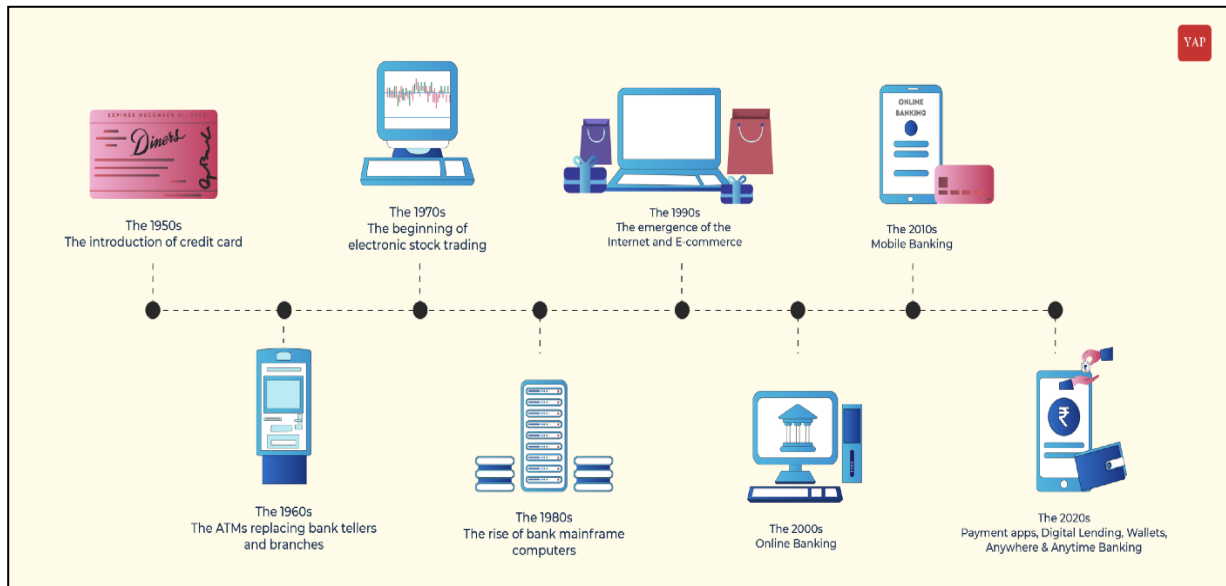 YAP
EXPIRES DECEMBER 31, 
Diners
The 1950s
The introduction of credit card
The 1970s
The beginning of
electronic stock trading
The 1990s
The emergence of the
Internet and E-commerce
ONLINE
BANKING
The 2010s
Mobile Banking
The 1960s
The ATMs replacing bank tellers
and branches
The 1980s
The rise of bank mainframe
computers
The 2000s
Online Banking
₹
₹
The 2020s
Payment apps, Digital Lending, Wallets,
Anywhere & Anytime Banking